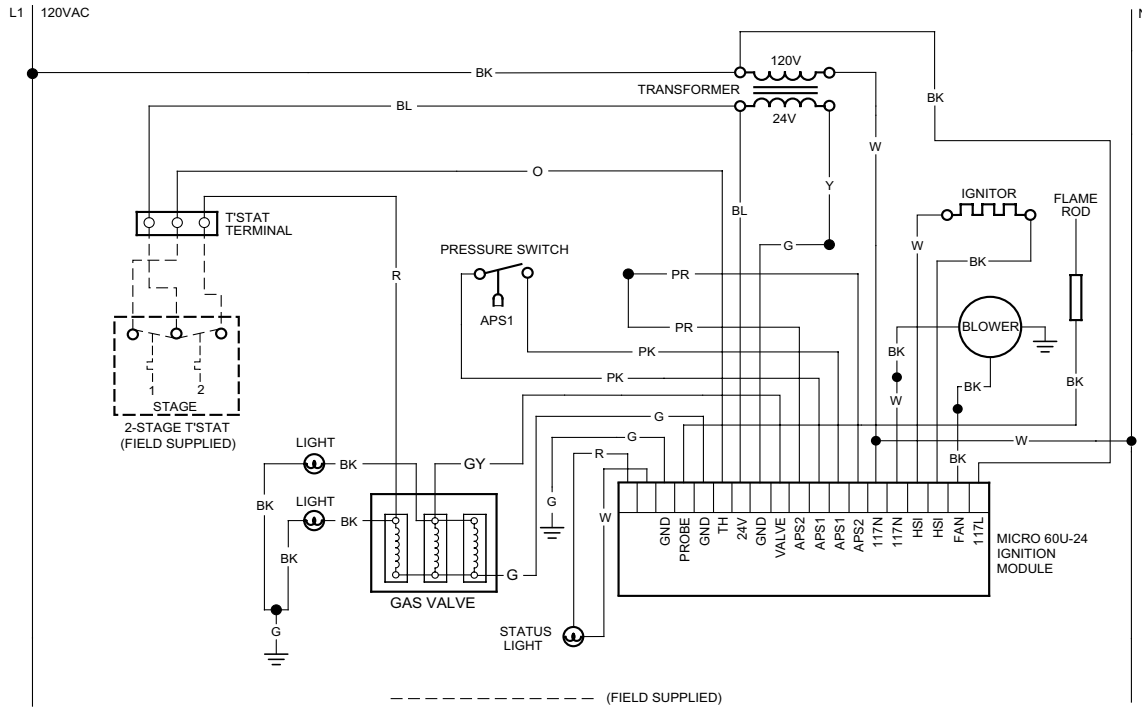 L1
120VAC
N
BK
120V
TRANSFORMER
24V
BL
BK
W
O
Y
BL
IGNITOR
FLAME
ROD
T'STAT
TERMINAL
W
G
BK
PRESSURE SWITCH
R
PR
APS1
PR
BLOWER
BK
PK
BK
PK
BK
1
2
STAGE
2-STAGE T'STAT
(FIELD SUPPLIED)
W
G
G
W
LIGHT
BK
GY
R
BK
LIGHT
BK
BK
BK
G
W
GND
PROBE
GND
TH
24V
GND
VALVE
APS2
APS1
APS1
APS2
117N
117N
HSI
HSI
FAN
117L
MICRO 60U-24
IGNITION
MODULE
G
GAS VALVE
G
STATUS
LIGHT
(FIELD SUPPLIED)